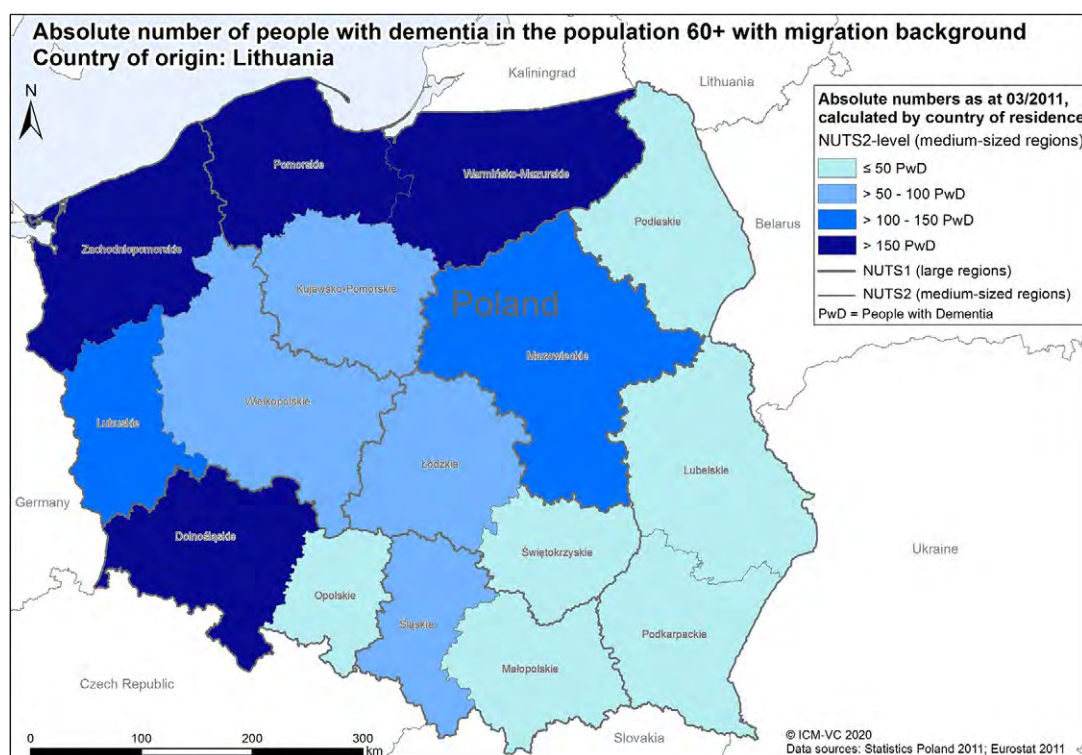 Absolute number of people with dementia in the population 60+ with migration background
Country of origin: Lithuania
Kaliningrad
Lithuania
N
Absolute numbers as at 03/2011,
calculated by country of residence
NUTS2-level (medium-sized regions)
≤ 50 PwD
> 50 - 100 PwD
> 100 - 150 PwD
> 150 PwD
NUTS1 (large regions)
NUTS2 (medium-sized regions)
PwD = People with Dementia
Pomorskie
Warmińsko-Mazurskie
Podlaskie
Belarus
Zachodniopomorskie
Kujawsko-Pomorskie
Poland
Mazowieckie
Wielkopolskie
Lubuskie
Łódzkie
Lubelskie
Germany
Dolnośląskie
Świętokrzyskie
Ukraine
Opolskie
Śląskie
Podkarpackie
Małopolskie
Czech Republic
Slovakia
0 100 200 300
km
© ICM-VC 2020
Data sources: Statistics Poland 2011; Eurostat 2011